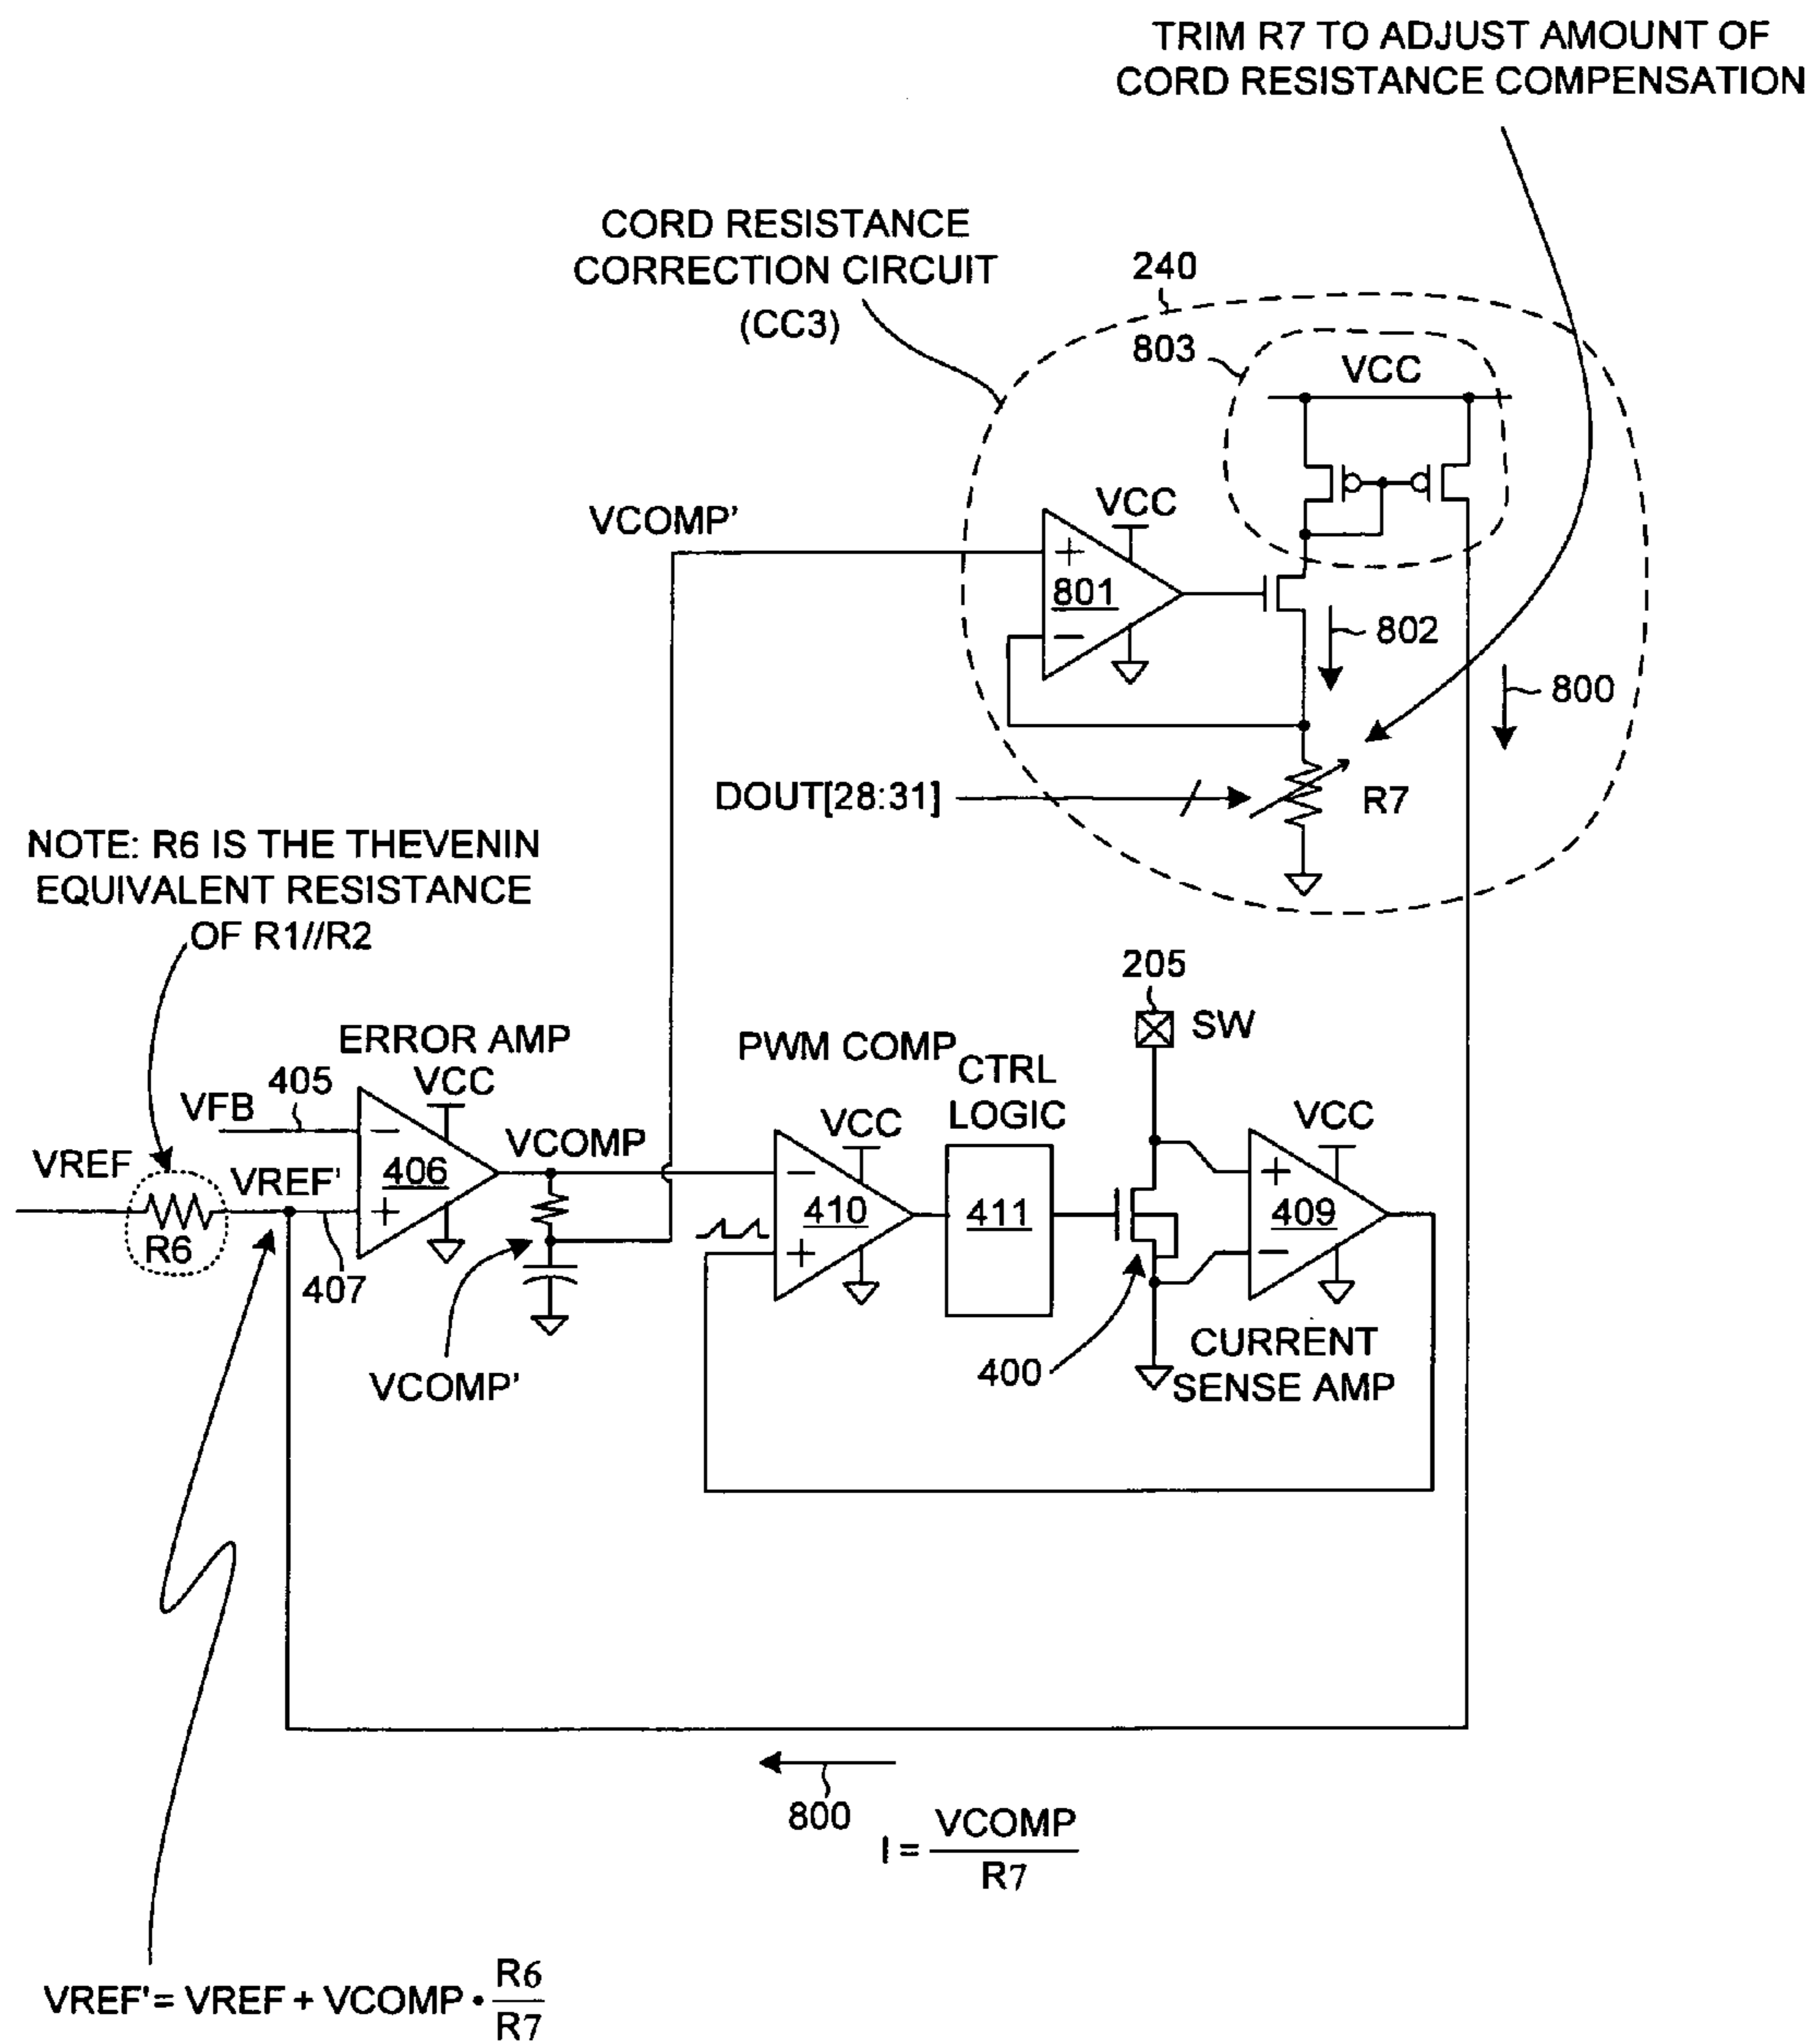 TRIM R7 TO ADJUST AMOUNT OF
CORD RESISTANCE COMPENSATION
CORD RESISTANCE
CORRECTION CIRCUIT
(CC3)
240
803
VCC
VCOMP'
VCC
+
801
−
802
800
DOUT[28:31]
R7
NOTE: R6 IS THE THEVENIN
EQUIVALENT RESISTANCE
OF R1//R2
205
SW
ERROR AMP
PWM COMP
CTRL
LOGIC
VFB
405
VCC
VCC
VCC
VREF
VREF'
−
406
+
VCOMP
−
410
+
411
+
409
−
R6
407
VCOMP'
400
CURRENT
SENSE AMP
800
I = VCOMP
R7
VREF' = VREF + VCOMP • R6
R7